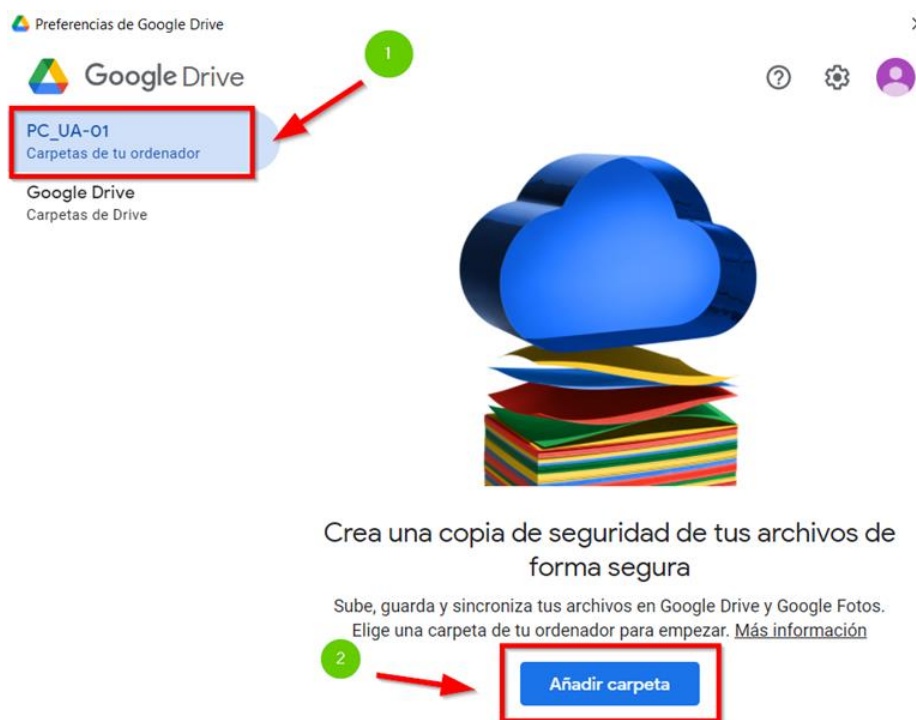 Preferencias de Google Drive
1
Google Drive
PC_UA-01
Carpetas de tu ordenador
Google Drive
Carpetas de Drive
Crea una copia de seguridad de tus archivos de
forma segura
Sube, guarda y sincroniza tus archivos en Google Drive y Google Fotos.
Elige una carpeta de tu ordenador para empezar. Más información
2
Añadir carpeta